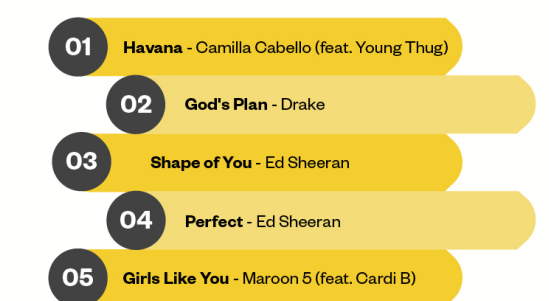 01 Havana - Camilla Cabello (feat. Young Thug)
02 God's Plan - Drake
03 Shape of You - Ed Sheeran
04 Perfect - Ed Sheeran
05 Girls Like You - Maroon 5 (feat. Cardi B)